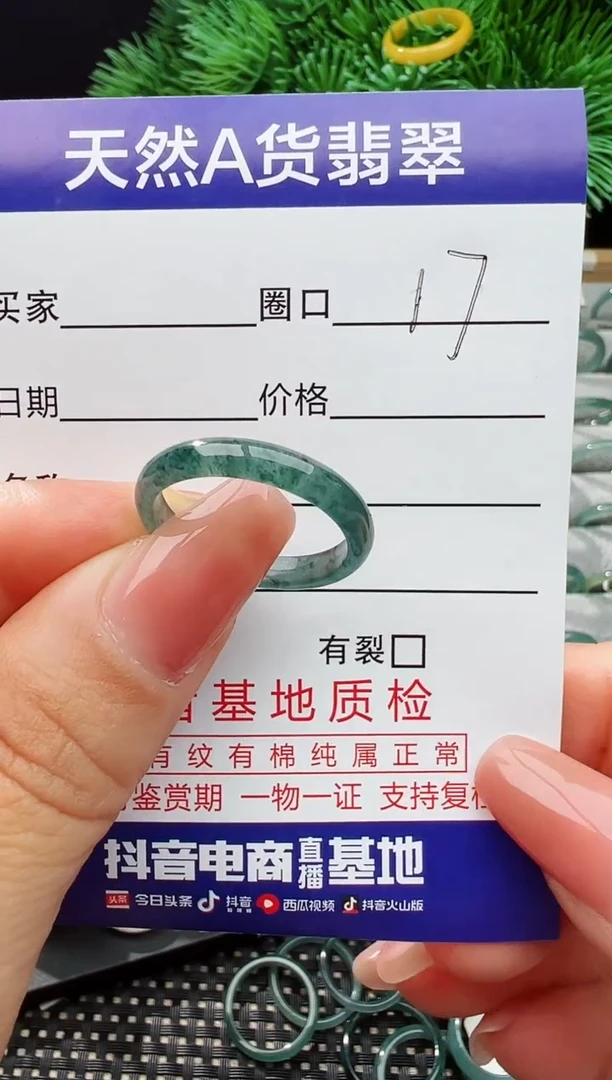 天然A货翡翠
买家 圈口 17
日期 价格
有裂
基地质检
有纹有棉纯属正常
鉴赏期 一物一证 支持复检
抖音电商直播基地
头条 今日头条 抖音 西瓜视频 抖音火山版